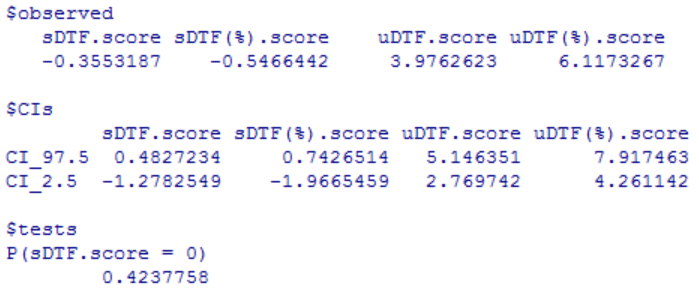 $observed
sDTF.score sDTF(%).score uDTF.score uDTF(%).score
-0.3553187 -0.5466442 3.9762623 6.1173267
$CIs
sDTF.score sDTF(%).score uDTF.score uDTF(%).score
CI_97.5 0.4827234 0.7426514 5.146351 7.917463
CI_2.5 -1.2782549 -1.9665459 2.769742 4.261142
$tests
P(sDTF.score = 0)
0.4237758